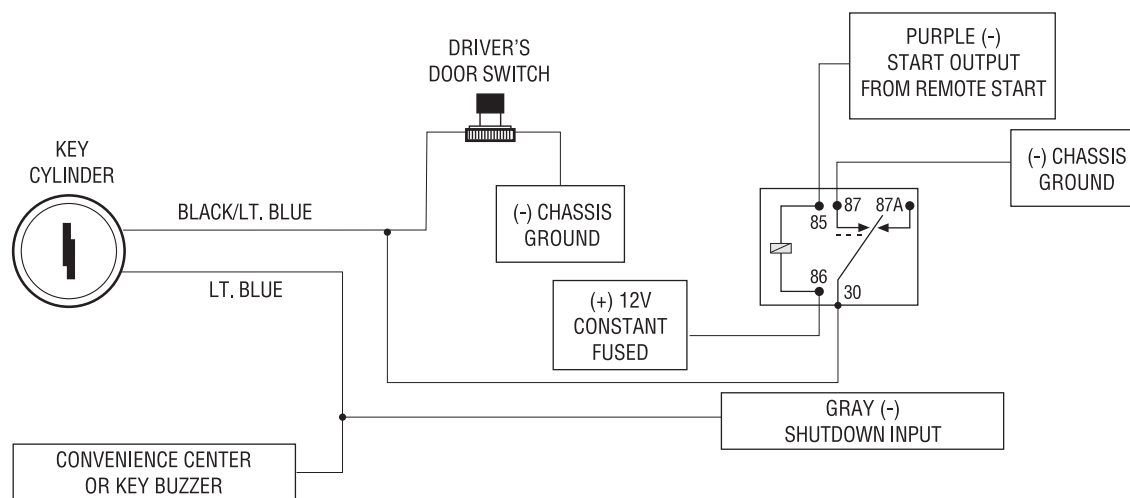 DRIVER'S
DOOR SWITCH
PURPLE (-)
START OUTPUT
FROM REMOTE START
KEY
CYLINDER
(-) CHASSIS
GROUND
BLACK/LT. BLUE
(-) CHASSIS
GROUND
85
87
87A
LT. BLUE
86
30
(+) 12V
CONSTANT
FUSED
GRAY (-)
SHUTDOWN INPUT
CONVENIENCE CENTER
OR KEY BUZZER